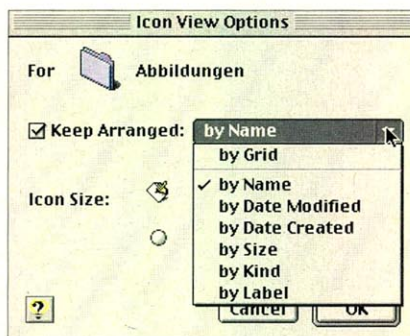 Icon View Options
For Abbildungen
Keep Arranged: by Name
by Grid
Icon Size:
✓ by Name
by Date Modified
by Date Created
by Size
by Kind
by Label
?
Cancel OK